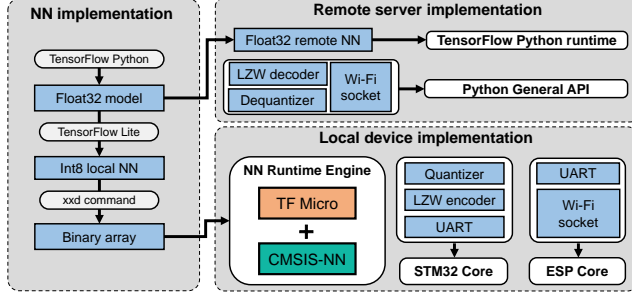 NN implementation
TensorFlow Python
Float32 model
TensorFlow Lite
Int8 local NN
xxd command
Binary array
Remote server implementation
Float32 remote NN
TensorFlow Python runtime
LZW decoder
Dequantizer
Wi-Fi
socket
Python General API
Local device implementation
NN Runtime Engine
TF Micro
+
CMSIS-NN
Quantizer
LZW encoder
UART
STM32 Core
UART
Wi-Fi
socket
ESP Core